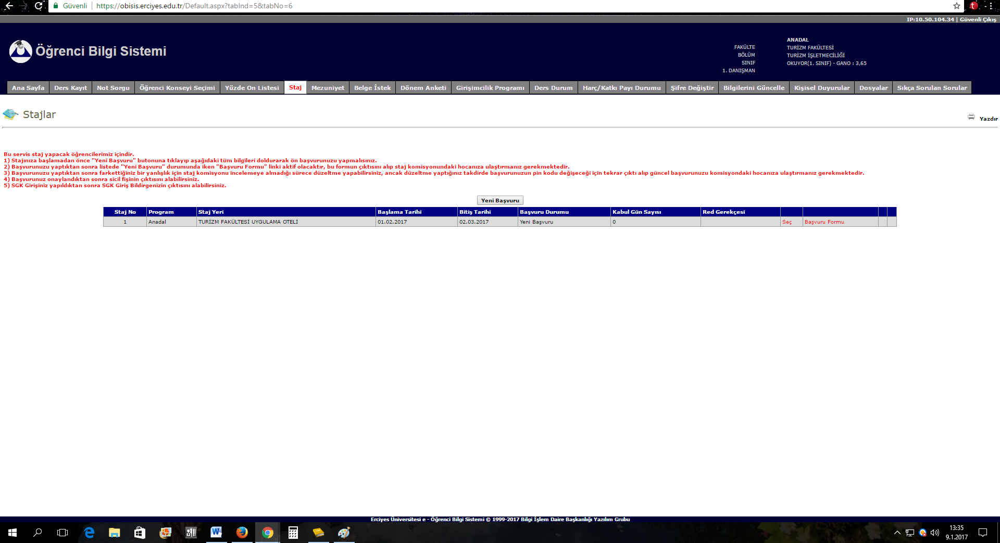 Güvenli https://obisis.erciyes.edu.tr/Default.aspx?tabInd=5&tabNo=6
IP:10.50.104.34 | Güvenli Çıkış
Öğrenci Bilgi Sistemi
ANADAL
FAKÜLTE TURİZM FAKÜLTESİ
BÖLÜM TURİZM İŞLETMECİLİĞİ
SINIF OKUYOR(1. SINIF) - GANO : 3,65
1. DANIŞMAN
Ana Sayfa Ders Kayıt Not Sorgu Öğrenci Konseyi Seçimi Yüzde On Listesi Staj Mezuniyet Belge İstek Dönem Anketi Girişimcilik Programı Ders Durum Harç/Katkı Payı Durumu Şifre Değiştir Bilgilerini Güncelle Kişisel Duyurular Dosyalar Sıkça Sorulan Sorular
Stajlar
Yazdır
Bu servis staj yapacak öğrencilerimiz içindir.
1) Stajınıza başlamadan önce "Yeni Başvuru" butonuna tıklayıp aşağıdaki tüm bilgileri doldurarak ön başvurunuzu yapmalısınız.
2) Başvurunuzu yaptıktan sonra listede "Yeni Başvuru" durumunda iken "Başvuru Formu" linki aktif olacaktır, bu formun çıktısını alıp staj komisyonundaki hocanıza ulaştırmanız gerekmektedir.
3) Başvurunuzu yaptıktan sonra farkettiğiniz bir yanlışlık için staj komisyonu incelemeye almadığı sürece düzeltme yapabilirsiniz, ancak düzeltme yaptığınız takdirde başvurunuzun pin kodu değişeceği için tekrar çıktı alıp güncel başvurunuzu komisyondaki hocanıza ulaştırmanız gerekmektedir.
4) Başvurunuz onaylandıktan sonra sicil fişinin çıktısını alabilirsiniz.
5) SGK Girişiniz yapıldıktan sonra SGK Giriş Bildirgenizin çıktısını alabilirsiniz.
Yeni Başvuru
Staj No Program Staj Yeri Başlama Tarihi Bitiş Tarihi Başvuru Durumu Kabul Gün Sayısı Red Gerekçesi
1 Anadal TURİZM FAKÜLTESİ UYGULAMA OTELİ 01.02.2017 02.03.2017 Yeni Başvuru 0 Seç Başvuru Formu
Erciyes Üniversitesi e - Öğrenci Bilgi Sistemi © 1999-2017 Bilgi İşlem Daire Başkanlığı Yazılım Grubu
13:35
9.1.2017